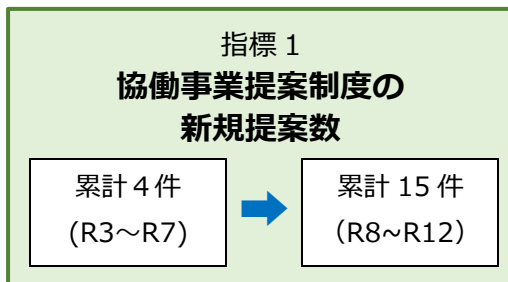 指標１
協働事業提案制度の
新規提案数
累計４件
(R3～R7)
累計 15 件
（R8~R12）